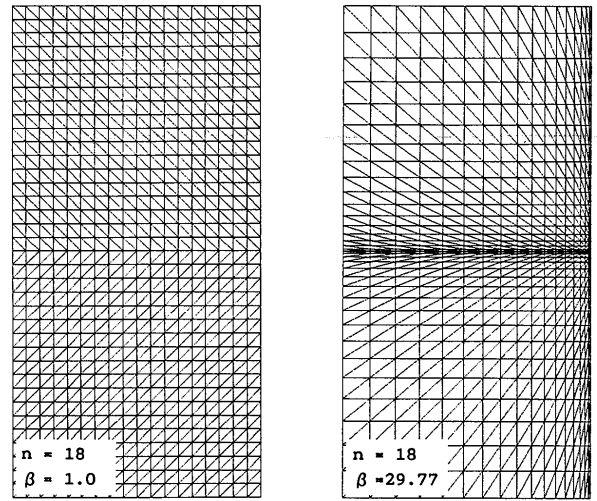 n = 18
β = 1.0
n = 18
β =29.77